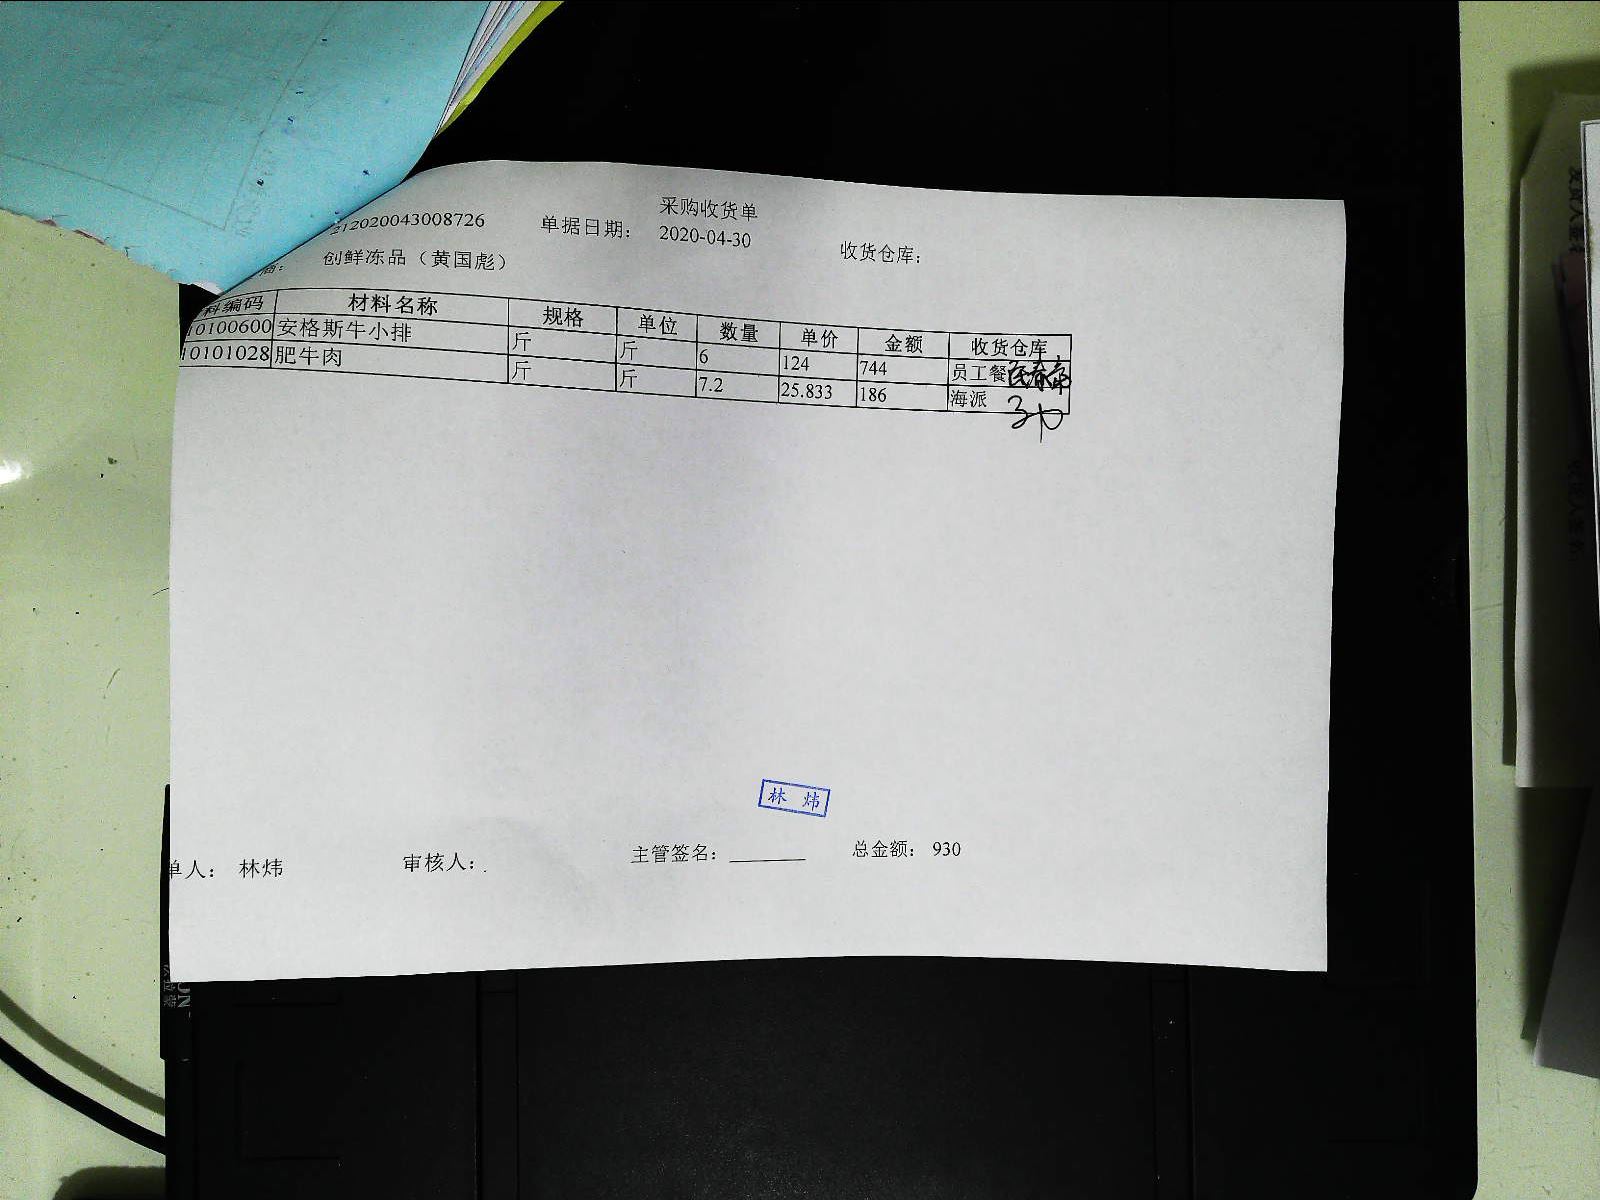 采购收货单
212020043008726 单据日期: 2020-04-30 收货仓库:
创鲜冻品（黄国彪）
料编码 材料名称 规格 单位 数量 单价 金额 收货仓库
10100600 安格斯牛小排 斤 斤 6 124 744 员工餐
10101028 肥牛肉 斤 斤 7.2 25.833 186 海派
林 炜
单人: 林炜 审核人: 主管签名: 总金额: 930